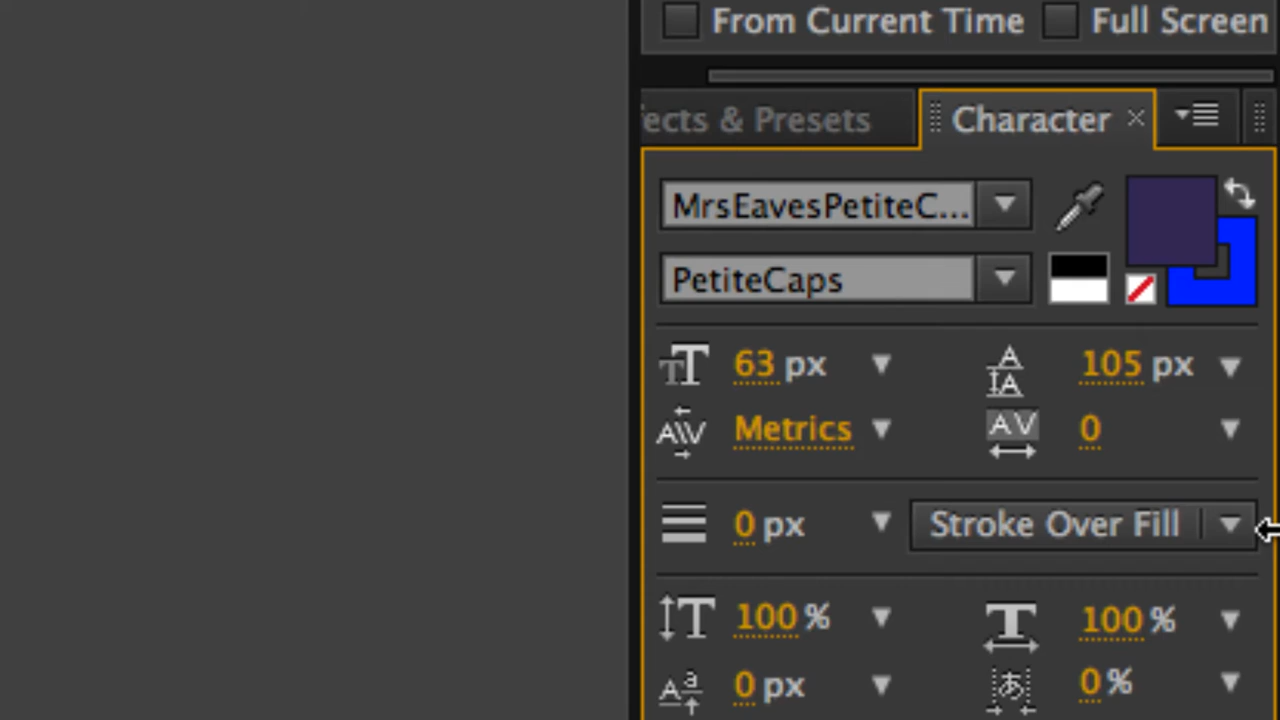 From Current Time Full Screen
ects & Presets Character
MrsEavesPetiteC...
PetiteCaps
63 px 105 px
Metrics 0
0 px Stroke Over Fill
100 % 100 %
0 px 0 %